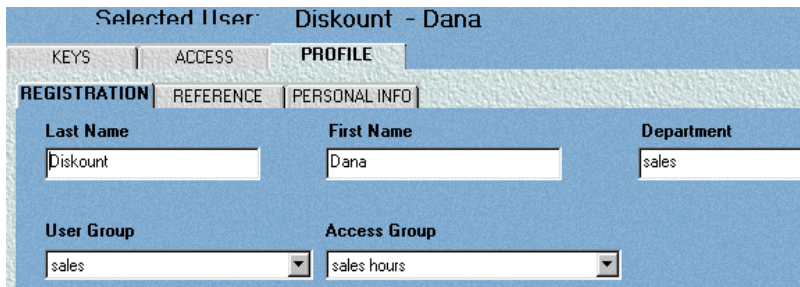 Selected User: Diskount - Dana
KEYS ACCESS PROFILE
REGISTRATION REFERENCE PERSONAL INFO
Last Name First Name Department
Diskount Dana sales
User Group Access Group
sales sales hours